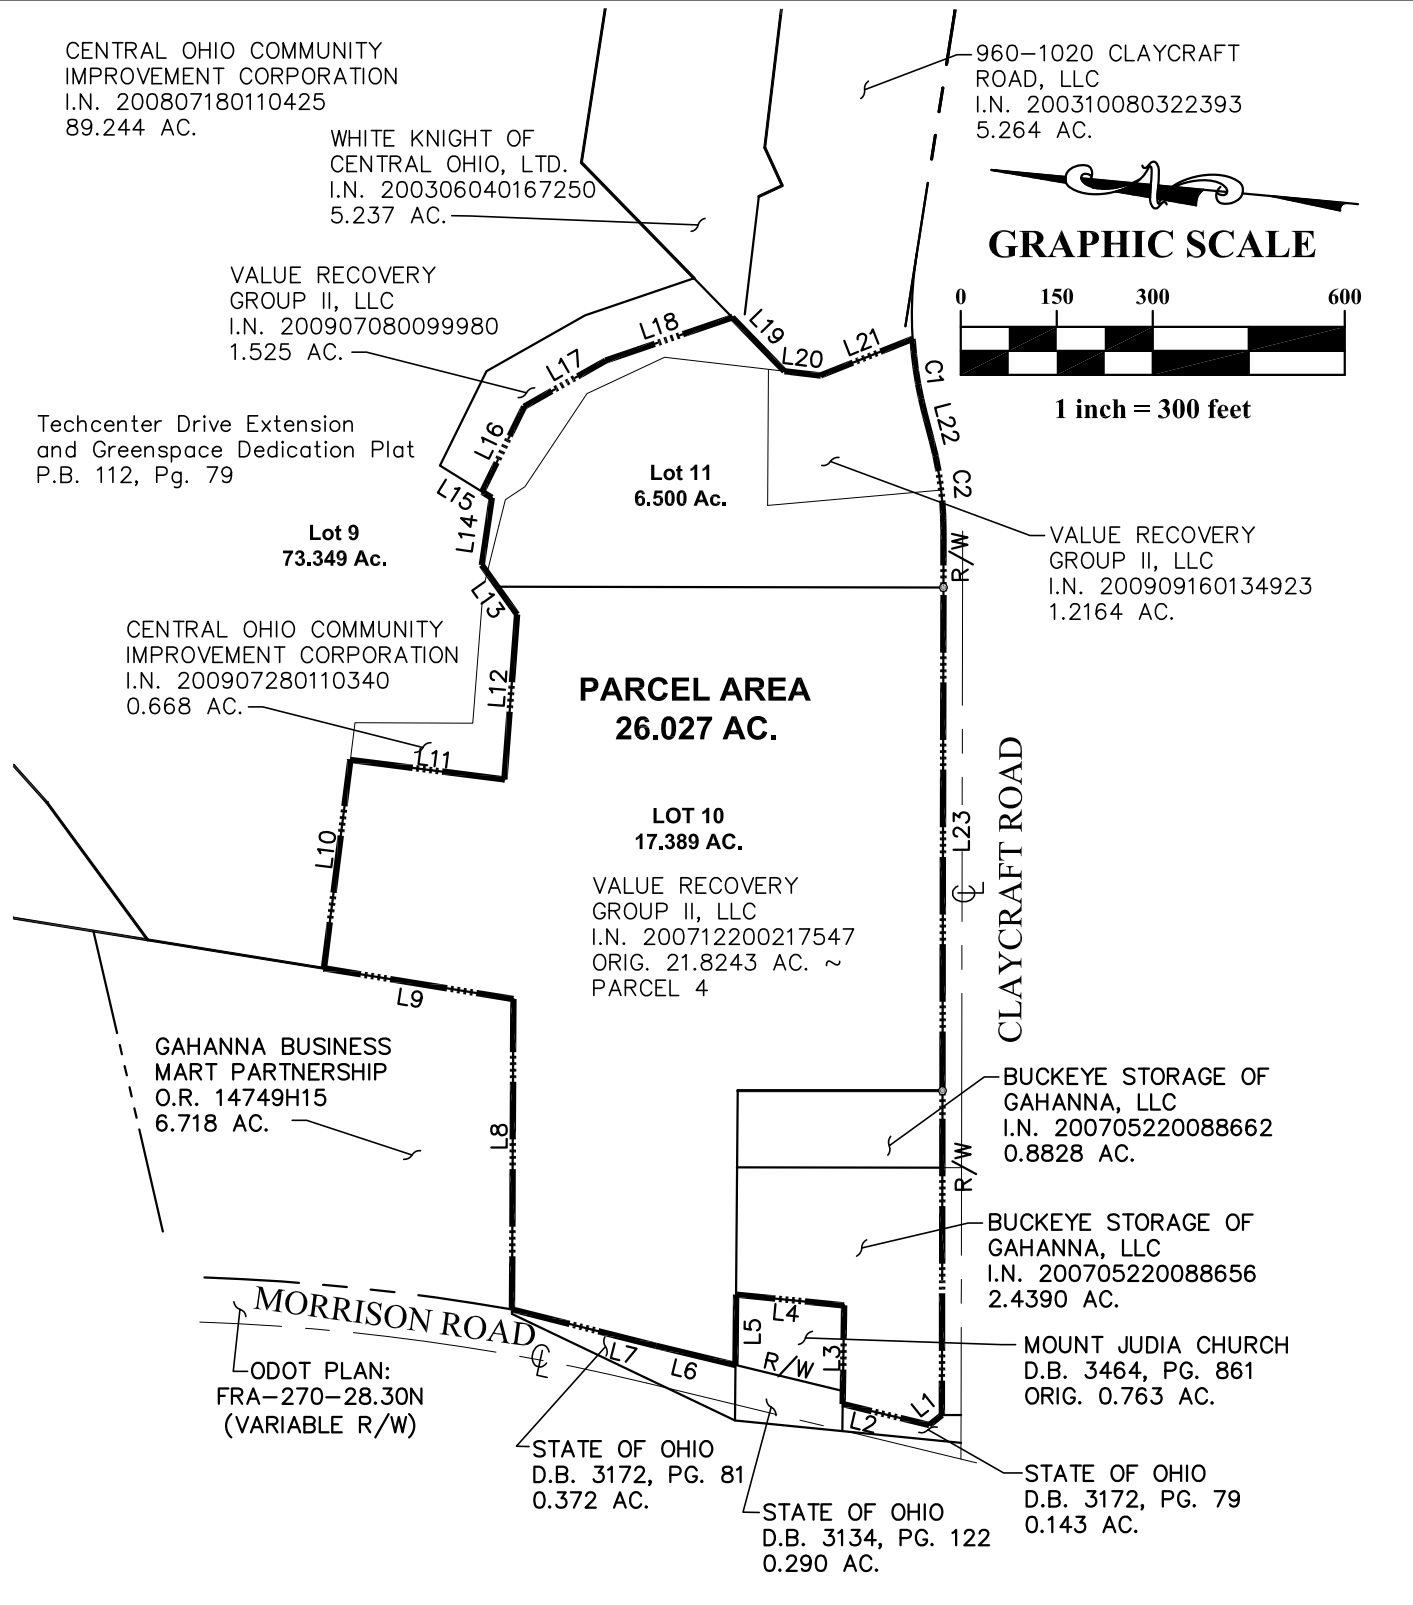 CENTRAL OHIO COMMUNITY
IMPROVEMENT CORPORATION
I.N. 200807180110425
89.244 AC.
WHITE KNIGHT OF
CENTRAL OHIO, LTD.
I.N. 200306040167250
5.237 AC.
960-1020 CLAYCRAFT
ROAD, LLC
I.N. 200310080322393
5.264 AC.
GRAPHIC SCALE
0 150 300 600
1 inch = 300 feet
VALUE RECOVERY
GROUP II, LLC
I.N. 200907080099980
1.525 AC.
L18
L19
L20
L21
L17
C1
L22
Techcenter Drive Extension
and Greenspace Dedication Plat
P.B. 112, Pg. 79
L16
L15
L14
L13
C2
R/W
Lot 11
6.500 Ac.
Lot 9
73.349 Ac.
VALUE RECOVERY
GROUP II, LLC
I.N. 200909160134923
1.2164 AC.
CENTRAL OHIO COMMUNITY
IMPROVEMENT CORPORATION
I.N. 200907280110340
0.668 AC.
L12
L11
PARCEL AREA
26.027 AC.
L10
LOT 10
17.389 AC.
L23
CL
CLAYCRAFT ROAD
VALUE RECOVERY
GROUP II, LLC
I.N. 200712200217547
ORIG. 21.8243 AC. ~
PARCEL 4
L9
GAHANNA BUSINESS
MART PARTNERSHIP
O.R. 14749H15
6.718 AC.
L8
BUCKEYE STORAGE OF
GAHANNA, LLC
I.N. 200705220088662
0.8828 AC.
R/W
BUCKEYE STORAGE OF
GAHANNA, LLC
I.N. 200705220088656
2.4390 AC.
MORRISON ROAD
CL
L4
L5
L3
R/W
L7
L6
L2
L1
MOUNT JUDIA CHURCH
D.B. 3464, PG. 861
ORIG. 0.763 AC.
ODOT PLAN:
FRA-270-28.30N
(VARIABLE R/W)
STATE OF OHIO
D.B. 3172, PG. 81
0.372 AC.
STATE OF OHIO
D.B. 3134, PG. 122
0.290 AC.
STATE OF OHIO
D.B. 3172, PG. 79
0.143 AC.